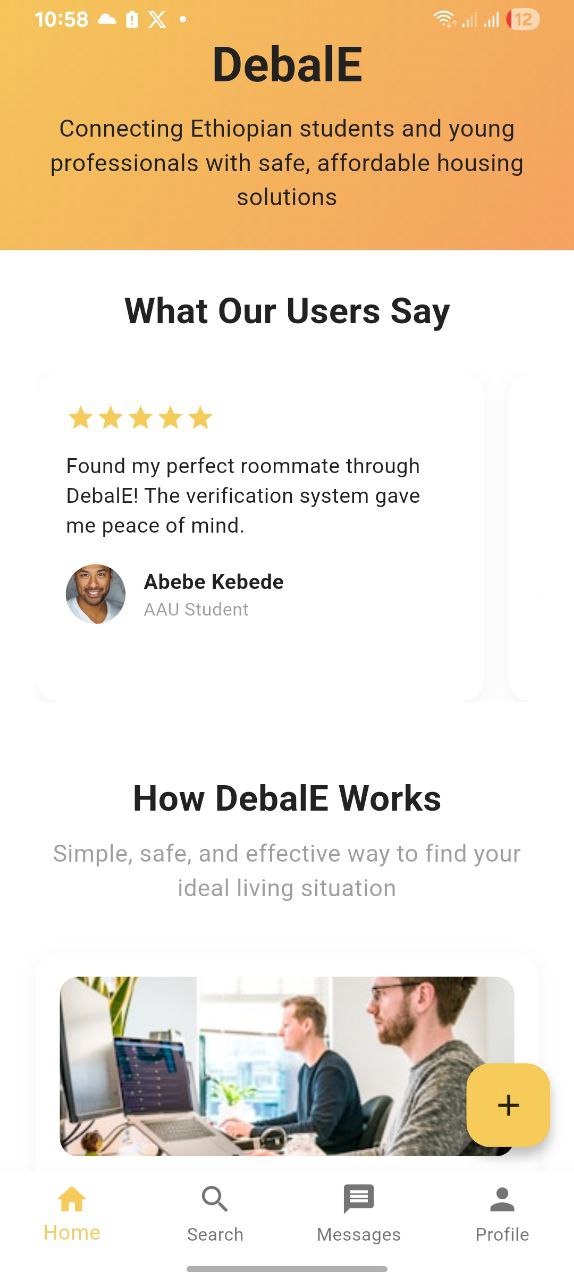 10:58
12
DebalE
Connecting Ethiopian students and young
professionals with safe, affordable housing
solutions
What Our Users Say
Found my perfect roommate through
DebalE! The verification system gave
me peace of mind.
Abebe Kebede
AAU Student
How DebalE Works
Simple, safe, and effective way to find your
ideal living situation
+
Home
Search
Messages
Profile